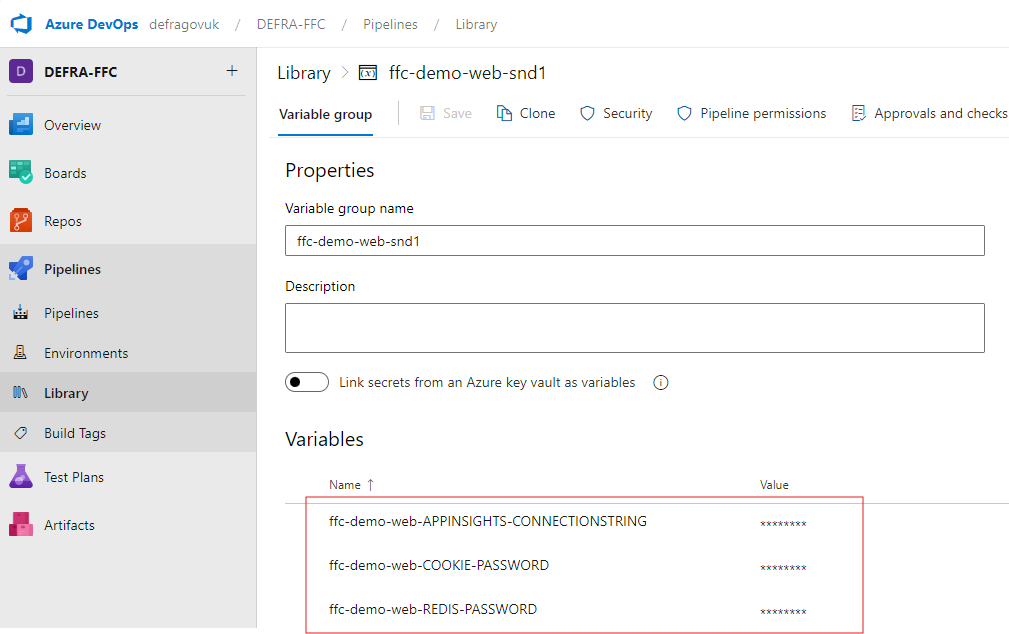 Azure DevOps defragovuk / DEFRA-FFC / Pipelines / Library
D DEFRA-FFC +
Overview
Boards
Repos
Pipelines
Pipelines
Environments
Library
Build Tags
Test Plans
Artifacts
Library > (x) ffc-demo-web-snd1
Variable group Save Clone Security Pipeline permissions Approvals and checks
Properties
Variable group name
ffc-demo-web-snd1
Description
Link secrets from an Azure key vault as variables
Variables
Name ↑ Value
ffc-demo-web-APPINSIGHTS-CONNECTIONSTRING ********
ffc-demo-web-COOKIE-PASSWORD ********
ffc-demo-web-REDIS-PASSWORD ********